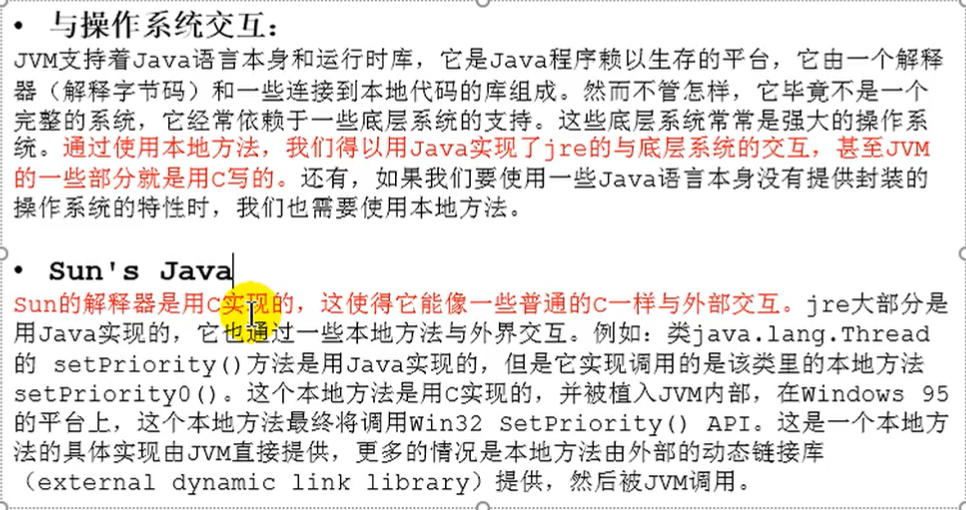 • 与操作系统交互：
JVM支持着Java语言本身和运行时库，它是Java程序赖以生存的平台，它由一个解释
器（解释字节码）和一些连接到本地代码的库组成。然而不管怎样，它毕竟不是一个
完整的系统，它经常依赖于一些底层系统的支持。这些底层系统常常是强大的操作系
统。通过使用本地方法，我们得以用Java实现了jre的与底层系统的交互，甚至JVM
的一些部分就是用C写的。还有，如果我们要使用一些Java语言本身没有提供封装的
操作系统的特性时，我们也需要使用本地方法。
• Sun's Java
Sun的解释器是用C实现的，这使得它能像一些普通的C一样与外部交互。jre大部分是
用Java实现的，它也通过一些本地方法与外界交互。例如：类java.lang.Thread
的 setPriority()方法是用Java实现的，但是它实现调用的是该类里的本地方法
setPriority0()。这个本地方法是用C实现的，并被植入JVM内部，在Windows 95
的平台上，这个本地方法最终将调用Win32 SetPriority() API。这是一个本地方
法的具体实现由JVM直接提供，更多的情况是本地方法由外部的动态链接库
（external dynamic link library）提供，然后被JVM调用。